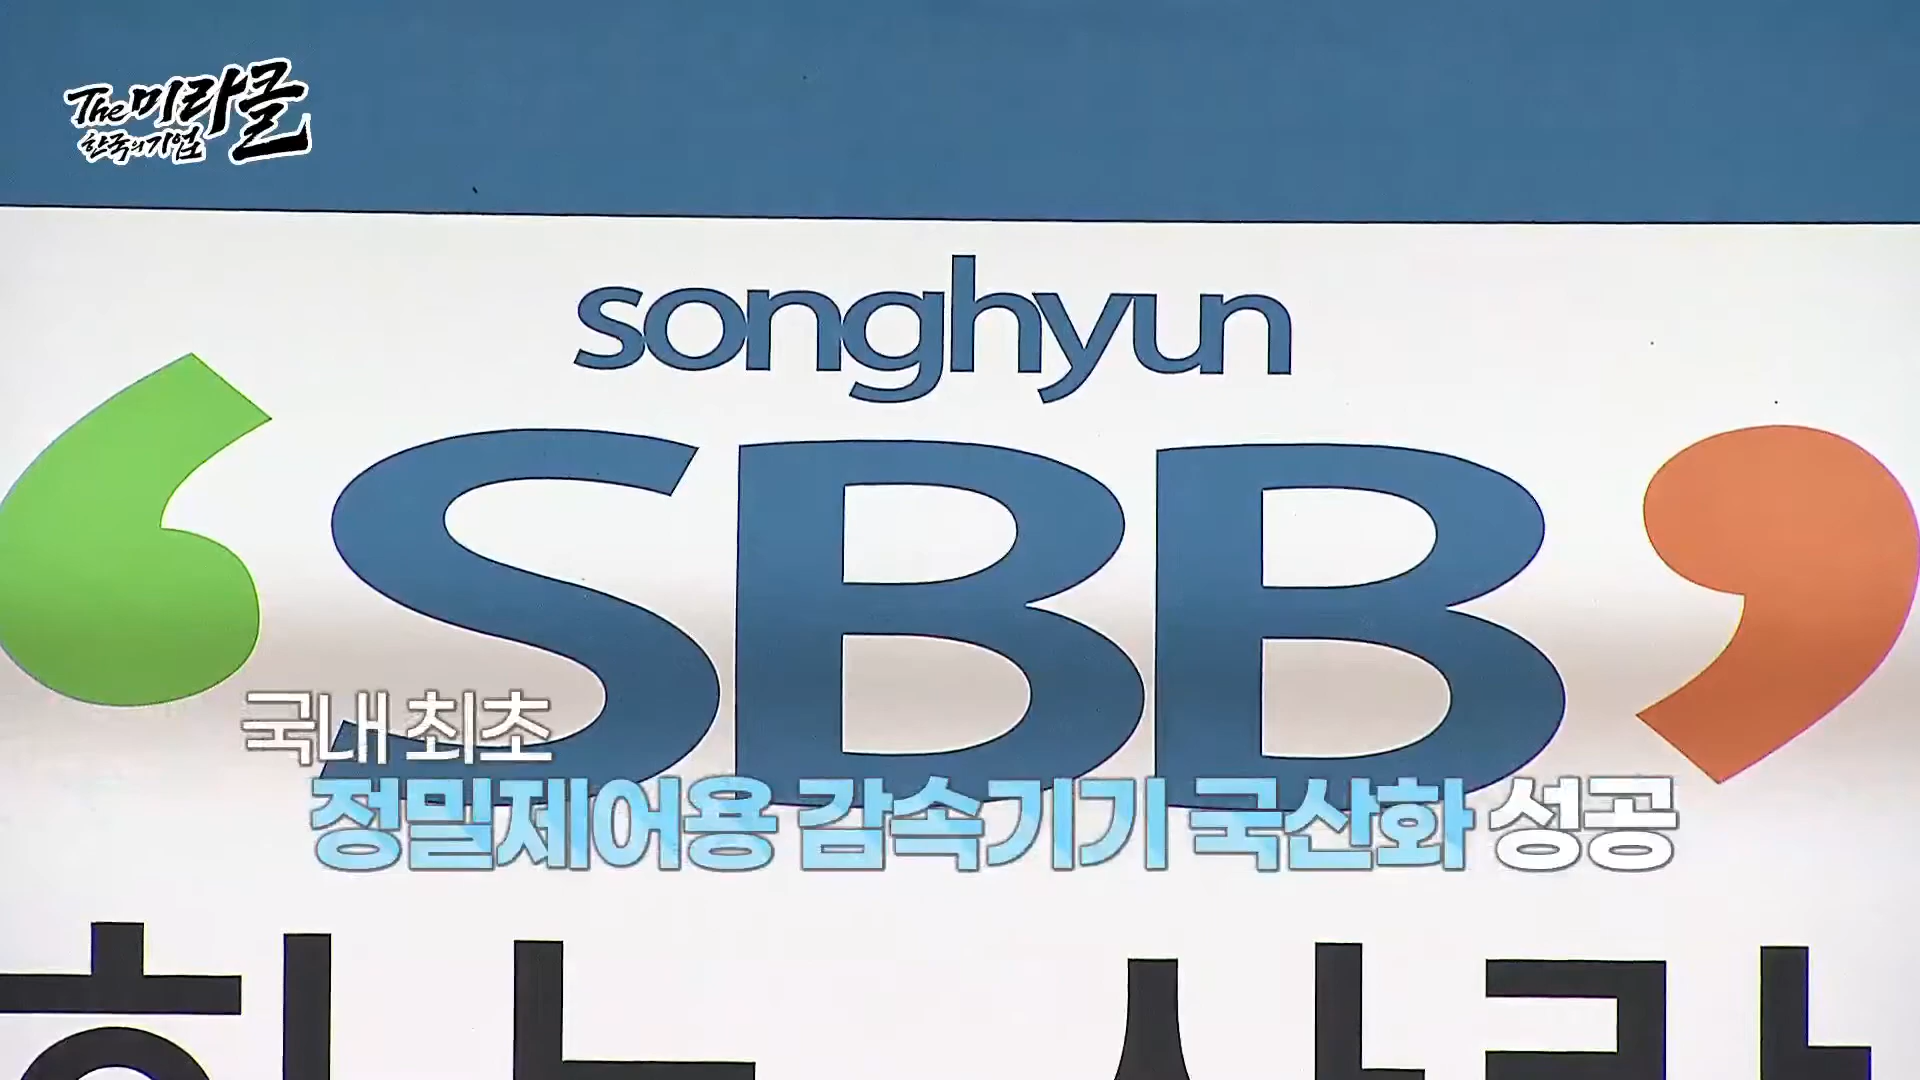 The 미라클
한국의 기업
songhyun
‘SBB’
국내 최초
정밀제어용 감속기기 국산화 성공